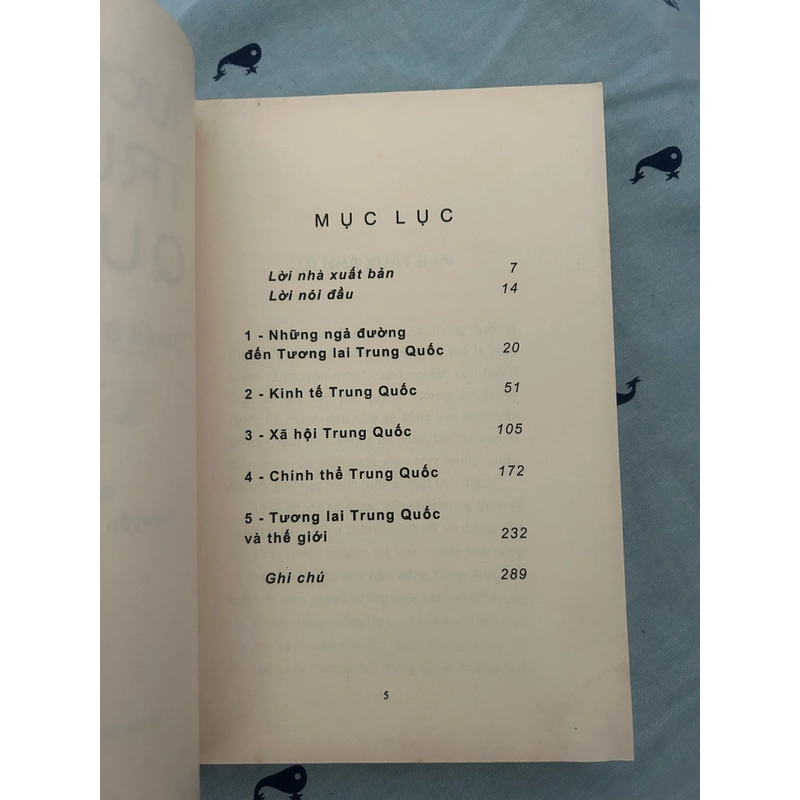 MỤC LỤC
Lời nhà xuất bản 7
Lời nói đầu 14
1 - Những ngả đường
đến Tương lai Trung Quốc 20
2 - Kinh tế Trung Quốc 51
3 - Xã hội Trung Quốc 105
4 - Chính thể Trung Quốc 172
5 - Tương lai Trung Quốc
và thế giới 232
Ghi chú 289
5